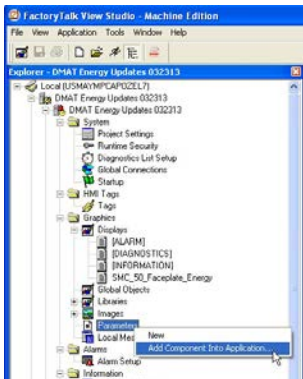 FactoryTalk View Studio - Machine Edition
File View Application Tools Window Help
Explorer - DMAT Energy Updates 032313
Local (USMAYMPCAPOZEL7)
DMAT Energy Updates 032313
DMAT Energy Updates 032313
System
Project Settings
Runtime Security
Diagnostics List Setup
Global Connections
Startup
HMI Tags
Tags
Graphics
Displays
[ALARM]
[DIAGNOSTICS]
[INFORMATION]
SMC_50_Faceplate_Energy
Global Objects
Libraries
Images
Parameters
New
Local Mes
Add Component Into Application...
Alarms
Alarm Setup
Information